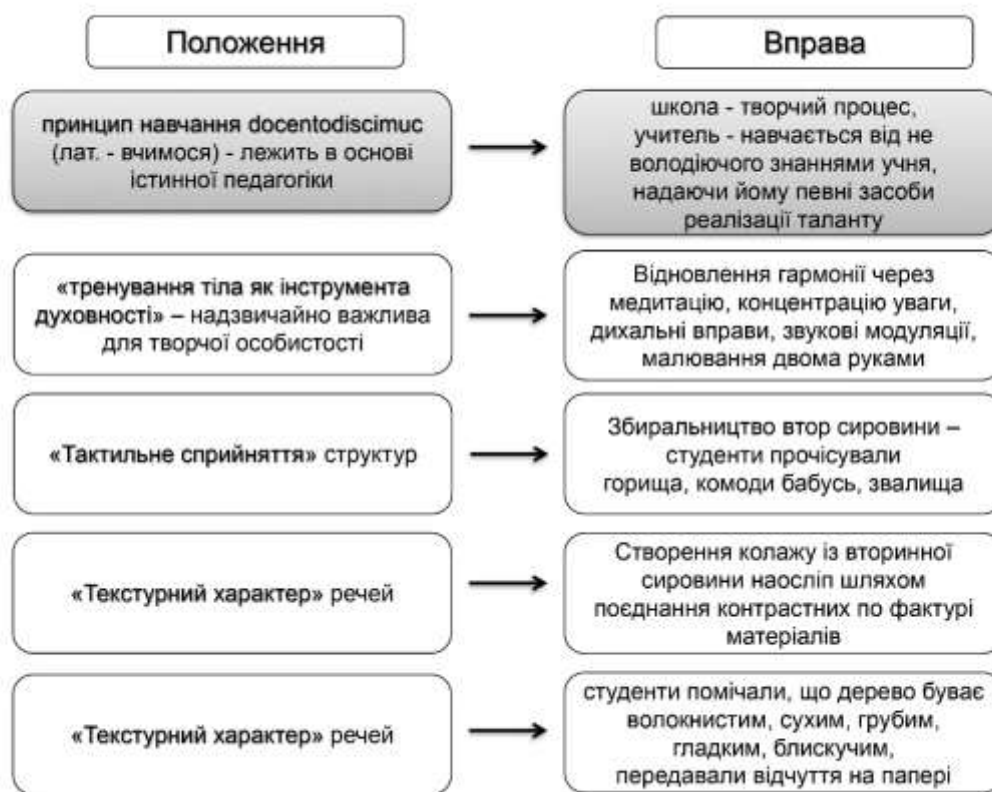 Положення
Вправа
принцип навчання docentodiscimuc
(лат. - вчимося) - лежить в основі
істинної педагогіки
школа - творчий процес,
учитель - навчається від не
володіючого знаннями учня,
надаючи йому певні засоби
реалізації таланту
«тренування тіла як інструмента
духовності» – надзвичайно важлива
для творчої особистості
Відновлення гармонії через
медитацію, концентрацію уваги,
дихальні вправи, звукові модуляції,
малювання двома руками
«Тактильне сприйняття» структур
Збиральництво втор сировини –
студенти прочісували
горища, комоди бабусь, звалища
«Текстурний характер» речей
Створення колажу із вторинної
сировини наосліп шляхом
поєднання контрастних по фактурі
матеріалів
«Текстурний характер» речей
студенти помічали, що дерево буває
волокнистим, сухим, грубим,
гладким, блискучим,
передавали відчуття на папері